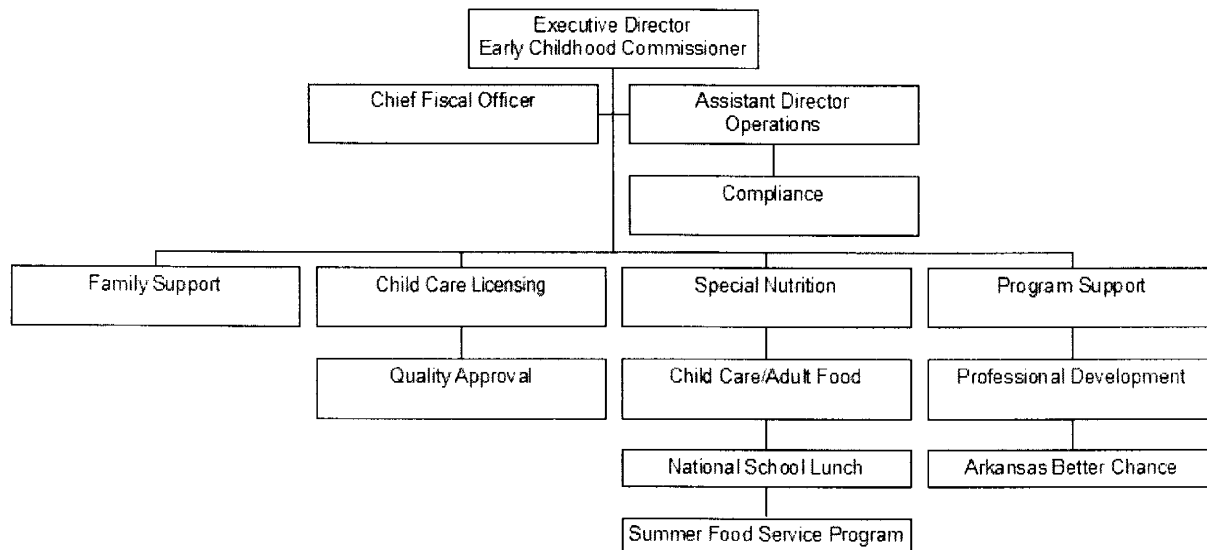 Executive Director
Early Childhood Commissioner
Chief Fiscal Officer
Assistant Director
Operations
Compliance
Family Support
Child Care Licensing
Special Nutrition
Program Support
Quality Approval
Child Care/Adult Food
Professional Development
National School Lunch
Arkansas Better Chance
Summer Food Service Program